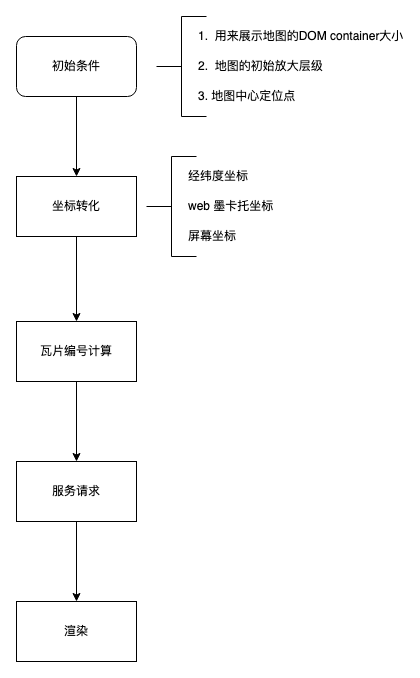 初始条件
1. 用来展示地图的DOM container大小
2. 地图的初始放大层级
3. 地图中心定位点
坐标转化
经纬度坐标
web 墨卡托坐标
屏幕坐标
瓦片编号计算
服务请求
渲染